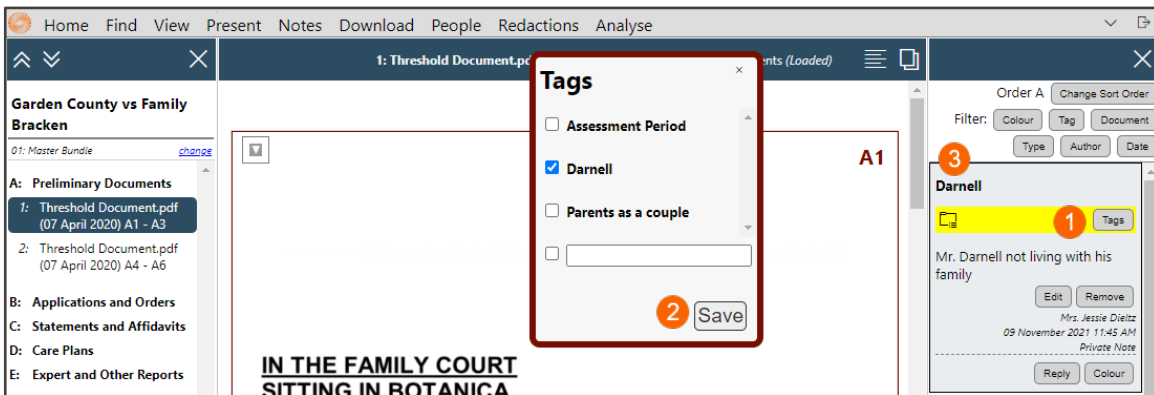 Home Find View Present Notes Download People Redactions Analyse
1: Threshold Document.pd
ents (Loaded)
Garden County vs Family
Bracken
01: Master Bundle change
A: Preliminary Documents
1: Threshold Document.pdf
(07 April 2020) A1 - A3
2: Threshold Document.pdf
(07 April 2020) A4 - A6
B: Applications and Orders
C: Statements and Affidavits
D: Care Plans
E: Expert and Other Reports
A1
IN THE FAMILY COURT
SITTING IN BOTANICA
Tags
Assessment Period
Darnell
Parents as a couple
2 Save
Order A Change Sort Order
Filter: Colour Tag Document
Type Author Date
3
Darnell
1 Tags
Mr. Darnell not living with his
family
Edit Remove
Mrs. Jessie Dieltz
09 November 2021 11:45 AM
Private Note
Reply Colour